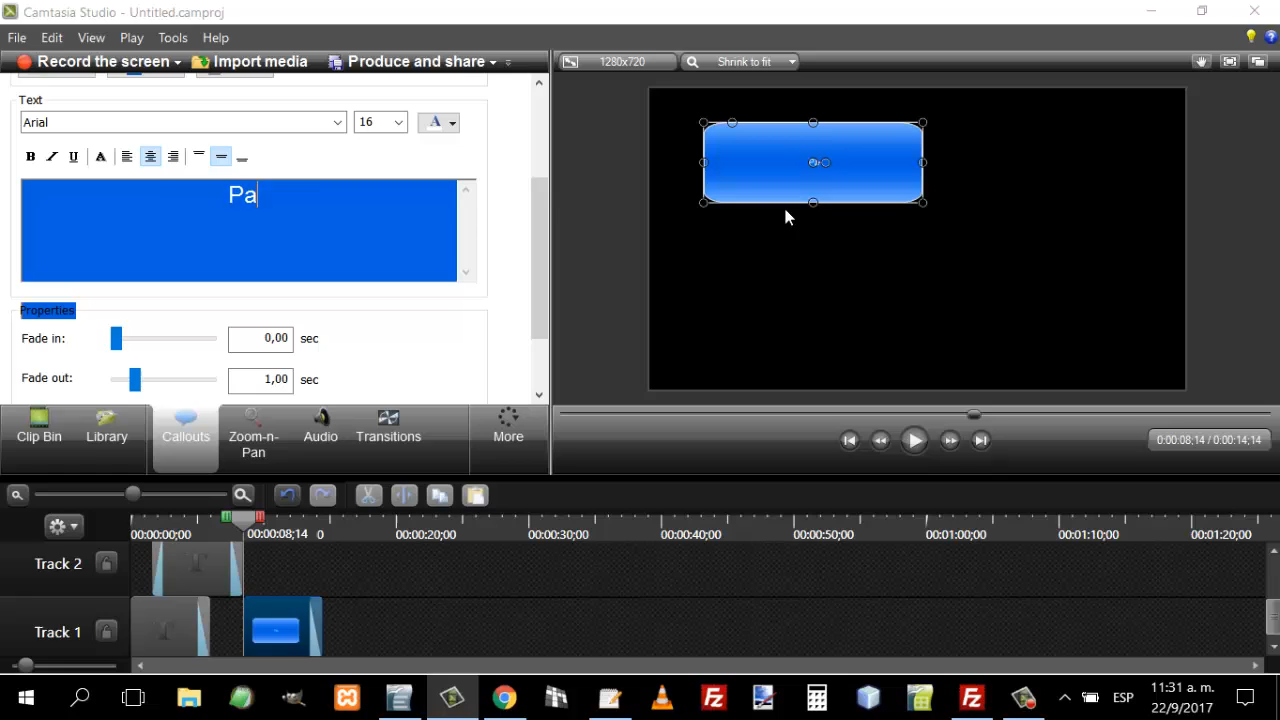 Camtasia Studio - Untitled.camproj
File Edit View Play Tools Help
Record the screen Import media Produce and share
1280x720 Shrink to fit
Text
Arial 16 A
B I U A
Pa
Properties
Fade in: 0,00 sec
Fade out: 1,00 sec
Clip Bin Library Callouts Zoom-n-Pan Audio Transitions More
0:00:08;14 / 0:00:14;14
00:00:00;00 00:00:08;14 0 00:00:20;00 00:00:30;00 00:00:40;00 00:00:50;00 00:01:00;00 00:01:10;00 00:01:20;00
Track 2
T
Track 1
T
ESP
11:31 a. m.
22/9/2017